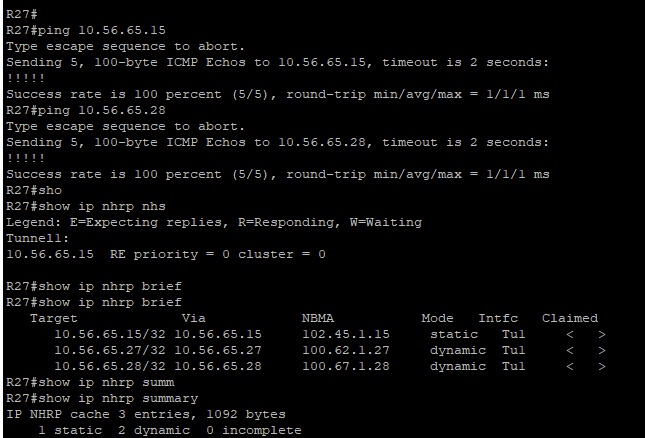 R27#
R27#ping 10.56.65.15
Type escape sequence to abort.
Sending 5, 100-byte ICMP Echos to 10.56.65.15, timeout is 2 seconds:
!!!!!
Success rate is 100 percent (5/5), round-trip min/avg/max = 1/1/1 ms
R27#ping 10.56.65.28
Type escape sequence to abort.
Sending 5, 100-byte ICMP Echos to 10.56.65.28, timeout is 2 seconds:
!!!!!
Success rate is 100 percent (5/5), round-trip min/avg/max = 1/1/1 ms
R27#sho
R27#show ip nhrp nhs
Legend: E=Expecting replies, R=Responding, W=Waiting
Tunnel1:
10.56.65.15  RE priority = 0 cluster = 0

R27#show ip nhrp brief
R27#show ip nhrp brief
   Target             Via            NBMA           Mode   Intfc   Claimed
      10.56.65.15/32 10.56.65.15     102.45.1.15     static   Tu1     <   >
      10.56.65.27/32 10.56.65.27     100.62.1.27     dynamic  Tu1     <   >
      10.56.65.28/32 10.56.65.28     100.67.1.28     dynamic  Tu1     <   >
R27#show ip nhrp summ
R27#show ip nhrp summary
IP NHRP cache 3 entries, 1092 bytes
    1 static  2 dynamic  0 incomplete